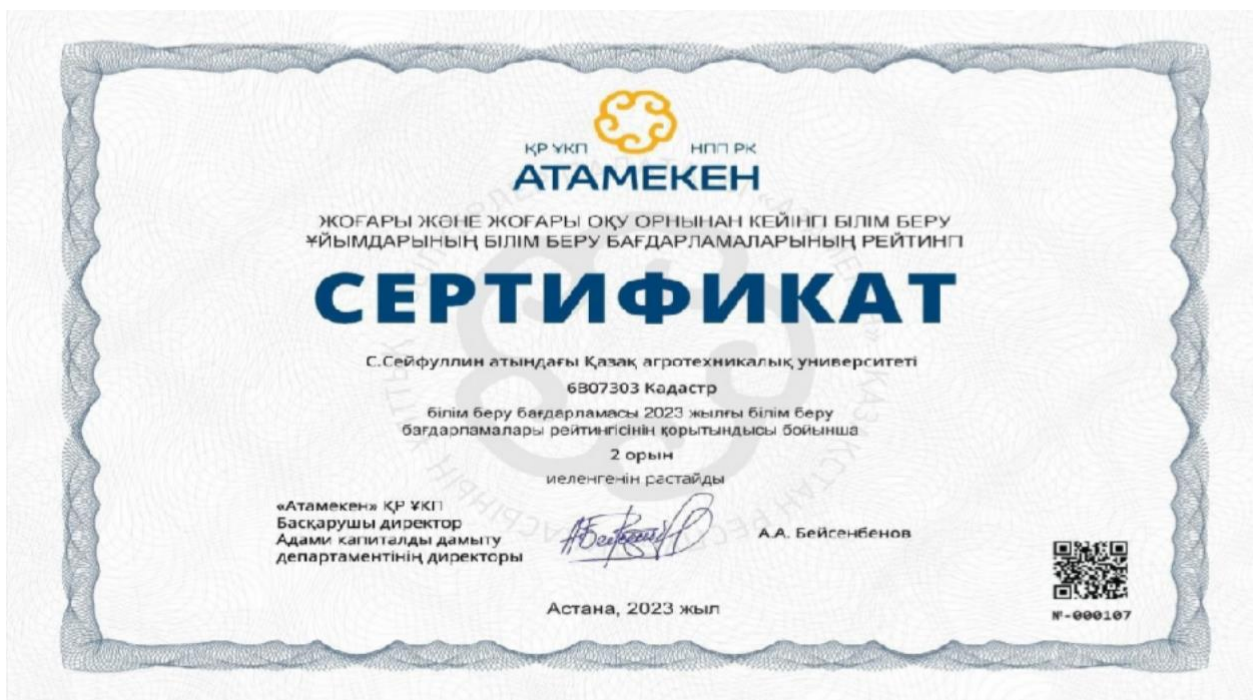 ҚР ҰКП НПП РК
АТАМЕКЕН
ЖОҒАРЫ ЖӘНЕ ЖОҒАРЫ ОҚУ ОРНЫНАН КЕЙІНГІ БІЛІМ БЕРУ
ҰЙЫМДАРЫНЫҢ БІЛІМ БЕРУ БАҒДАРЛАМАЛАРЫНЫҢ РЕЙТИНГІ
СЕРТИФИКАТ
С.Сейфуллин атындағы Қазақ агротехникалық университеті
6В07303 Кадастр
білім беру бағдарламасы 2023 жылғы білім беру
бағдарламалары рейтингісінің қорытындысы бойынша
2 орын
иеленгенін растайды
«Атамекен» ҚР ҰКП
Басқарушы директор
Адами капиталды дамыту
департаментінің директоры
А.А. Бейсенбенов
Астана, 2023 жыл
№-000107